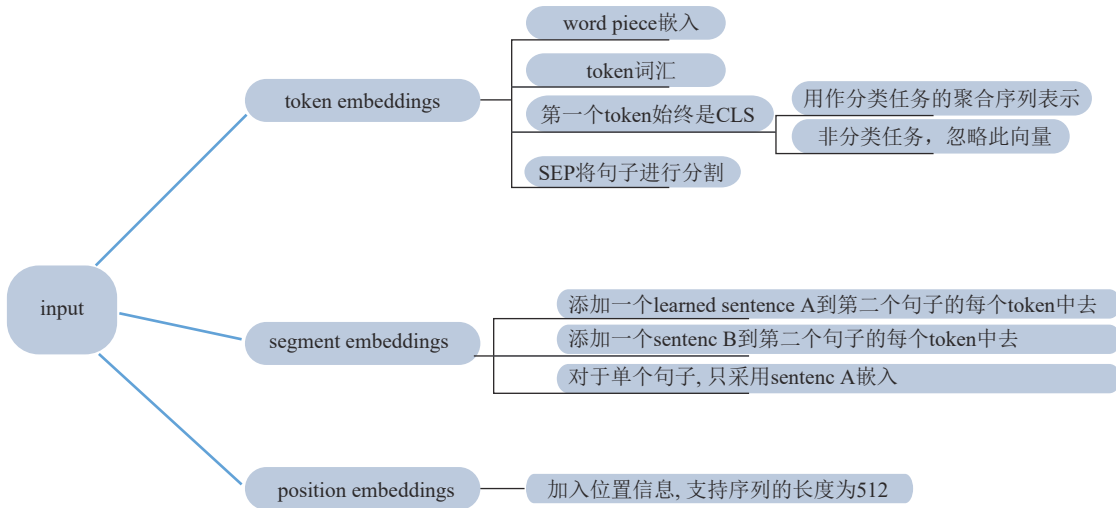 input
token embeddings
word piece嵌入
token词汇
第一个token始终是CLS
用作分类任务的聚合序列表示
非分类任务，忽略此向量
SEP将句子进行分割
segment embeddings
添加一个learned sentence A到第二个句子的每个token中去
添加一个sentenc B到第二个句子的每个token中去
对于单个句子, 只采用sentenc A嵌入
position embeddings
加入位置信息, 支持序列的长度为512